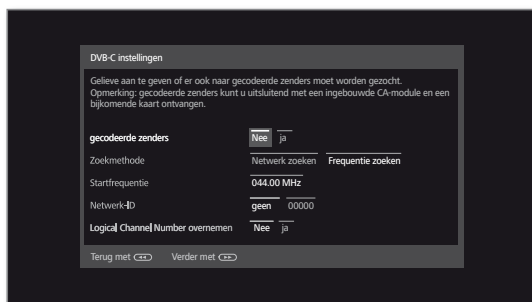 DVB-C instellingen
Gelieve aan te geven of er ook naar gecodeerde zenders moet worden gezocht.
Opmerking: gecodeerde zenders kunt u uitsluitend met een ingebouwde CA-module en een
bijkomende kaart ontvangen.
gecodeerde zenders Nee ja
Zoekmethode Netwerk zoeken Frequentie zoeken
Startfrequentie 044.00 MHz
Netwerk-ID geen 00000
Logical Channel Number overnemen Nee ja
Terug met Verder met